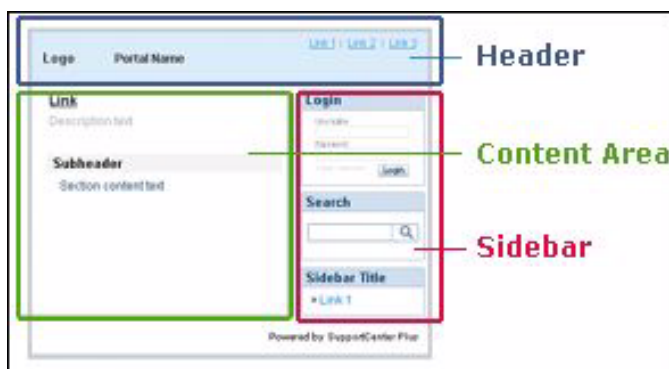 Link 1 | Link 2 | Link 3
Logo Portal Name
Header
Link
Description text
Subheader
Section content text
Content Area
Login
Username
Password
Login
Search
Sidebar
Sidebar Title
Link 1
Powered by SupportCenter Plus